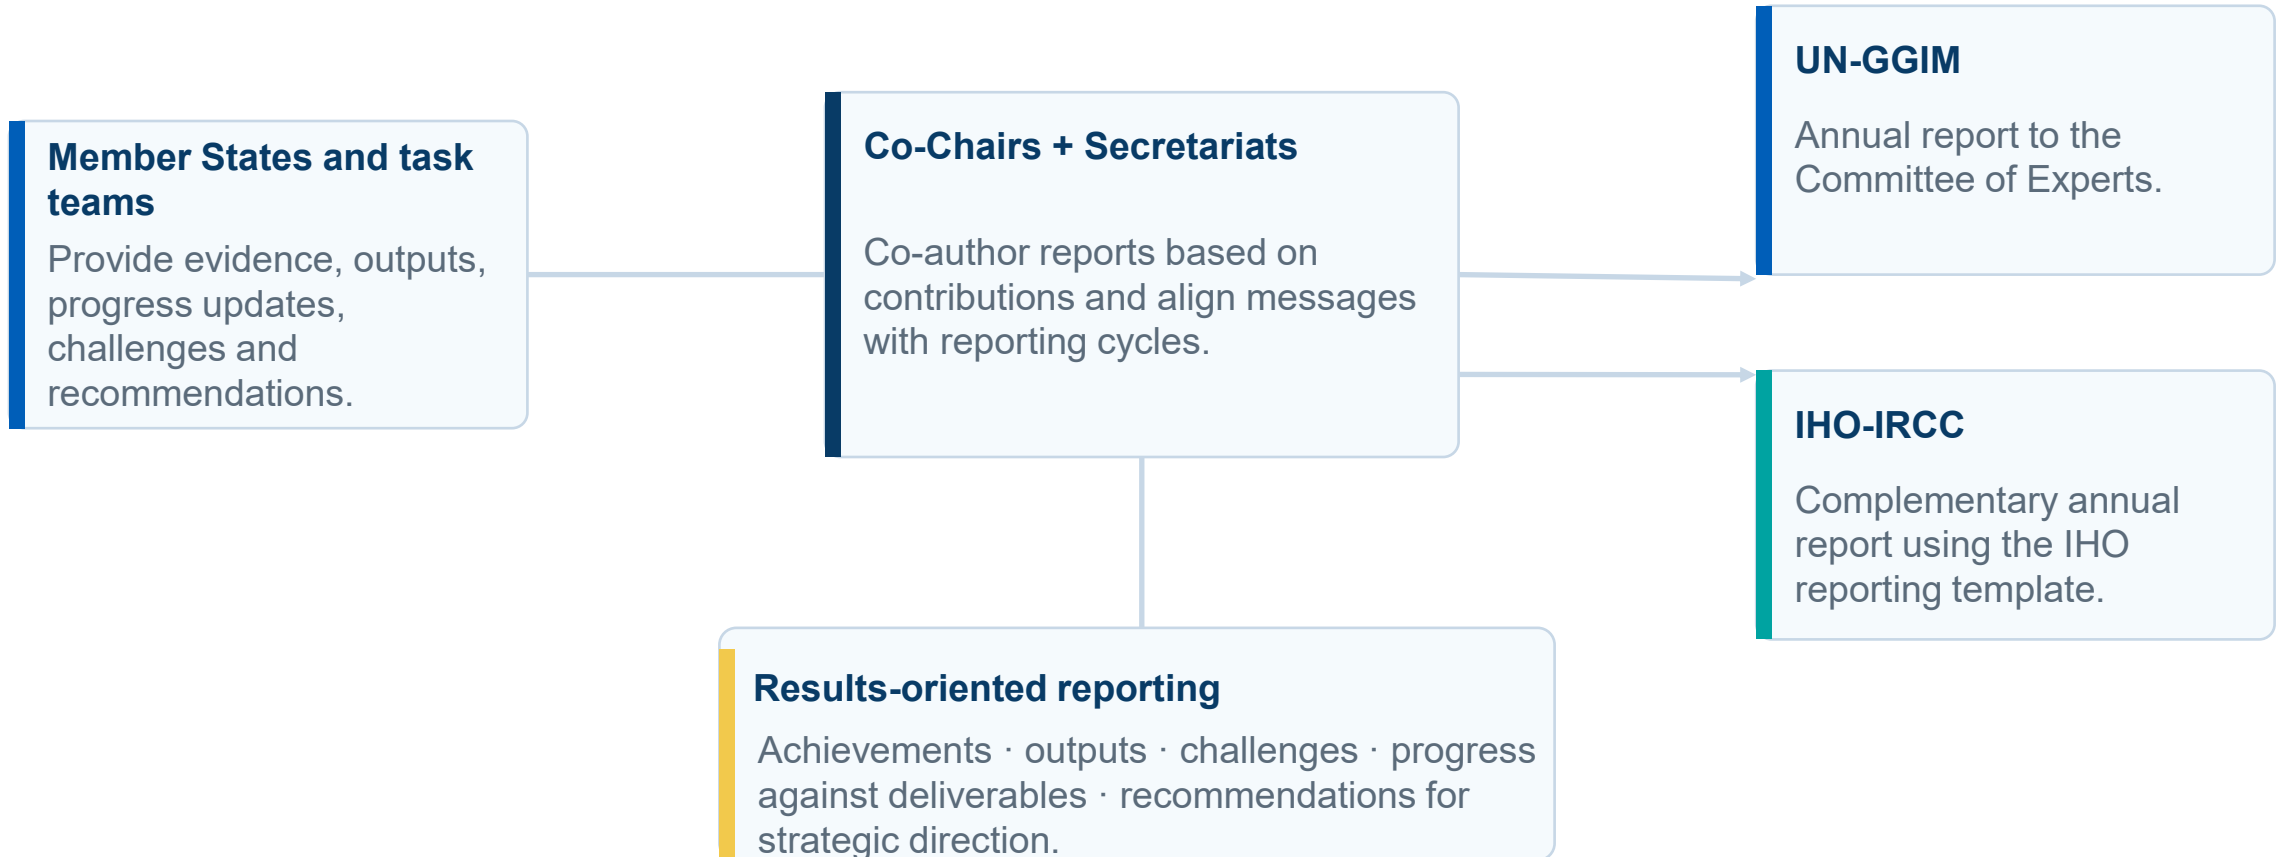 Member States and task
teams
Provide evidence, outputs,
progress updates,
challenges and
recommendations.
Co-Chairs + Secretariats
Co-author reports based on
contributions and align messages
with reporting cycles.
UN-GGIM
Annual report to the
Committee of Experts.
IHO-IRCC
Complementary annual
report using the IHO
reporting template.
Results-oriented reporting
Achievements · outputs · challenges · progress
against deliverables · recommendations for
strategic direction.